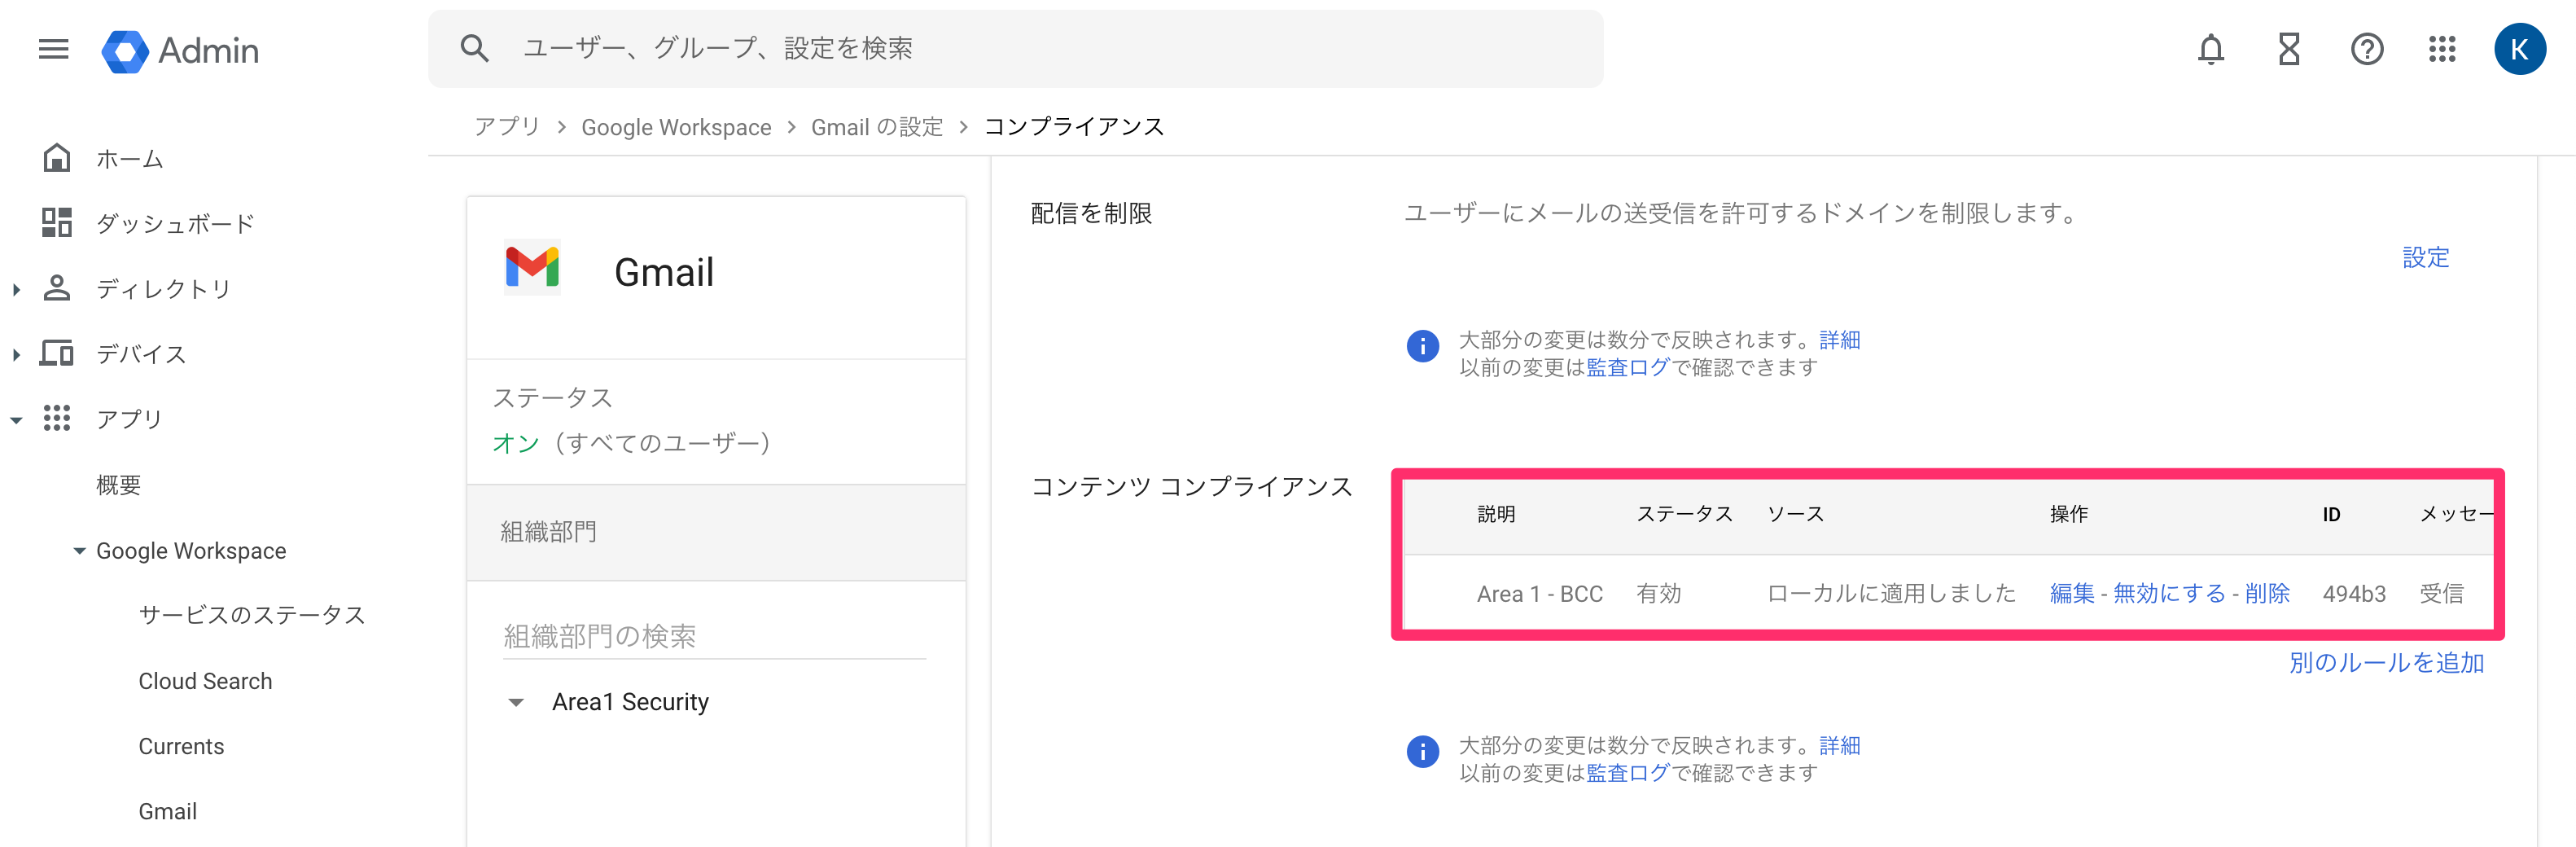 Admin
ユーザー、グループ、設定を検索
K
アプリ > Google Workspace > Gmail の設定 > コンプライアンス
ホーム
ダッシュボード
ディレクトリ
デバイス
アプリ
概要
Google Workspace
サービスのステータス
Cloud Search
Currents
Gmail
Gmail
ステータス
オン（すべてのユーザー）
組織部門
組織部門の検索
Area1 Security
配信を制限
ユーザーにメールの送受信を許可するドメインを制限します。
設定
大部分の変更は数分で反映されます。詳細
以前の変更は監査ログで確認できます
コンテンツ コンプライアンス
説明 ステータス ソース 操作 ID メッセー
Area 1 - BCC 有効 ローカルに適用しました 編集 - 無効にする - 削除 494b3 受信
別のルールを追加
大部分の変更は数分で反映されます。詳細
以前の変更は監査ログで確認できます